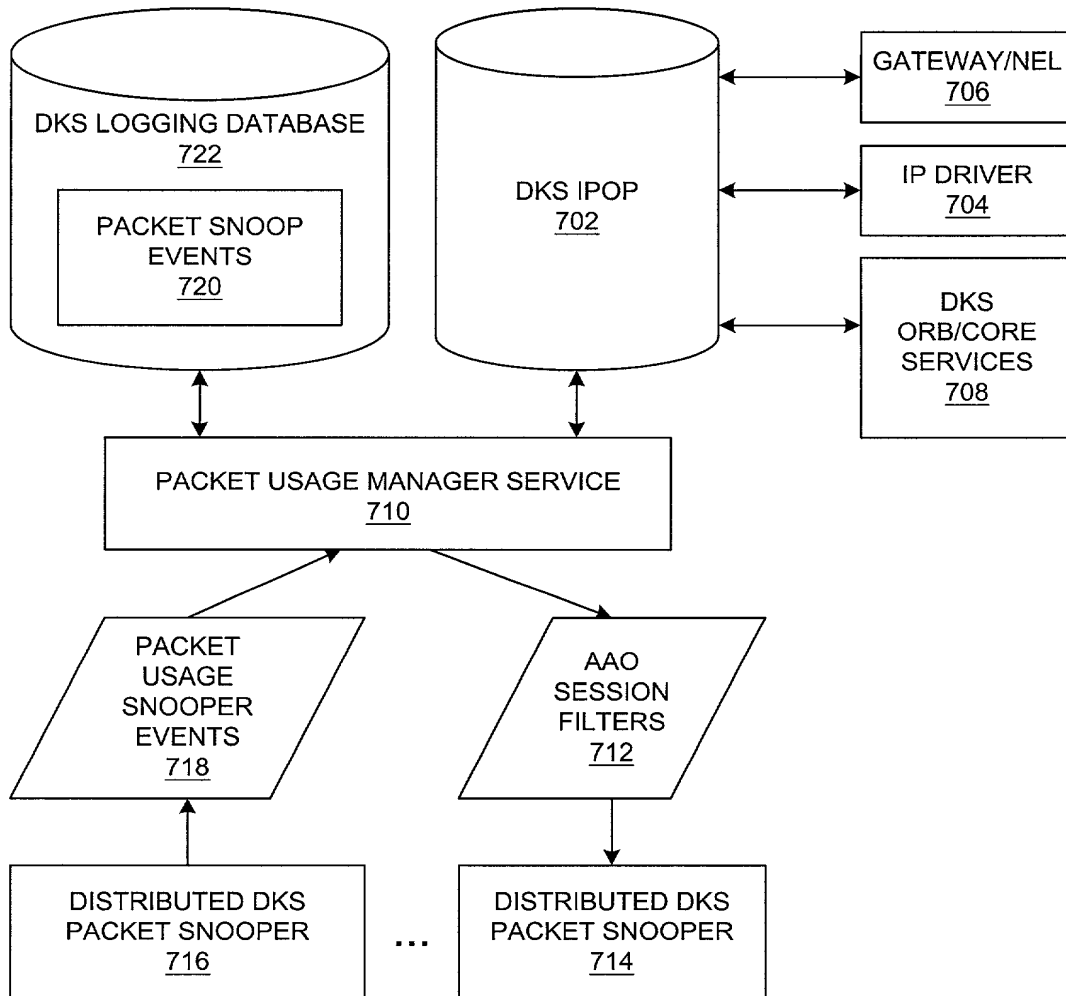 DKS LOGGING DATABASE
722
PACKET SNOOP
EVENTS
720
DKS IPOP
702
GATEWAY/NEL
706
IP DRIVER
704
DKS
ORB/CORE
SERVICES
708
PACKET USAGE MANAGER SERVICE
710
PACKET
USAGE
SNOOPER
EVENTS
718
AAO
SESSION
FILTERS
712
DISTRIBUTED DKS
PACKET SNOOPER
716
...
DISTRIBUTED DKS
PACKET SNOOPER
714